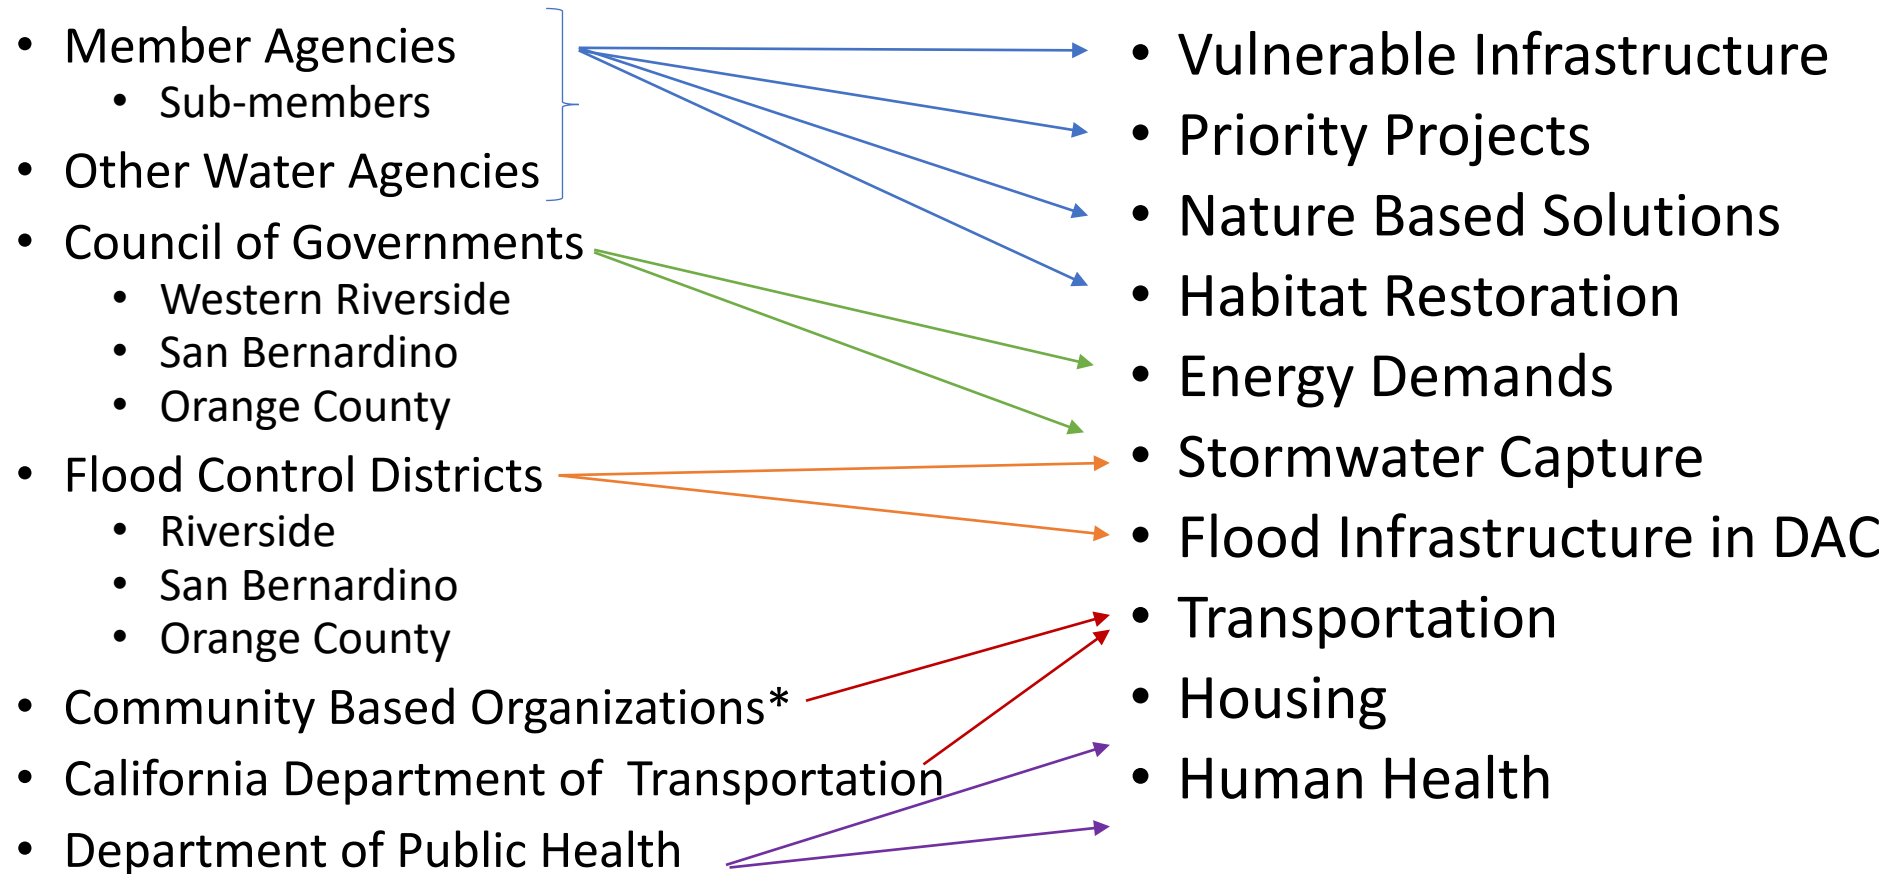 Member Agencies
Sub-members
Other Water Agencies
Council of Governments
Western Riverside
San Bernardino
Orange County
Flood Control Districts
Riverside
San Bernardino
Orange County
Community Based Organizations*
California Department of  Transportation
Department of Public Health
Vulnerable Infrastructure
Priority Projects
Nature Based Solutions
Habitat Restoration
Energy Demands
Stormwater Capture
Flood Infrastructure in DAC
Transportation
Housing
Human Health